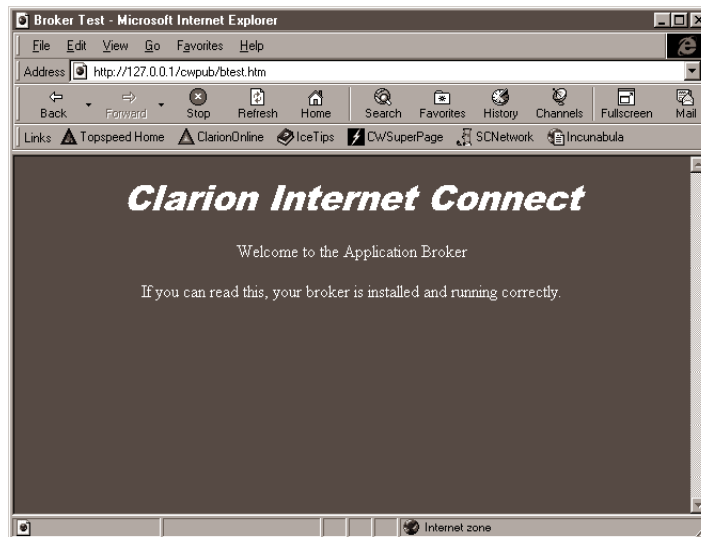 Broker Test - Microsoft Internet Explorer
File Edit View Go Favorites Help
Address http://127.0.0.1/cwpub/btest.htm
Back Forward Stop Refresh Home Search Favorites History Channels Fullscreen Mail
Links Topspeed Home ClarionOnline IceTips CWSuperPage SCNetwork Incunabula
Clarion Internet Connect
Welcome to the Application Broker
If you can read this, your broker is installed and running correctly.
Internet zone